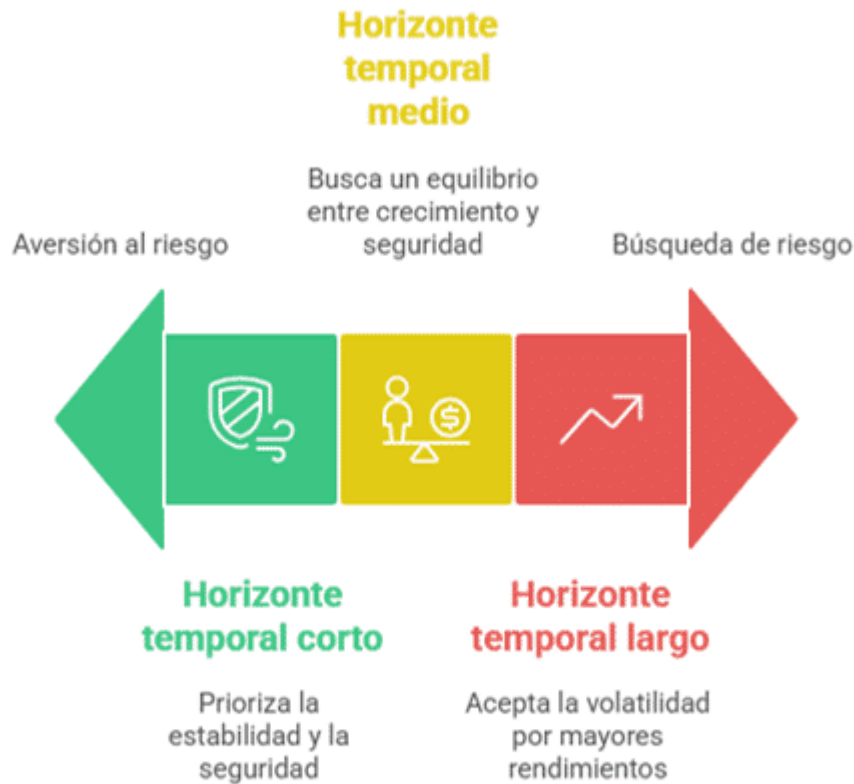 Horizonte
temporal
medio
Busca un equilibrio
entre crecimiento y
seguridad
Aversión al riesgo
Búsqueda de riesgo
$
Horizonte
temporal corto
Prioriza la
estabilidad y la
seguridad
Horizonte
temporal largo
Acepta la volatilidad
por mayores
rendimientos